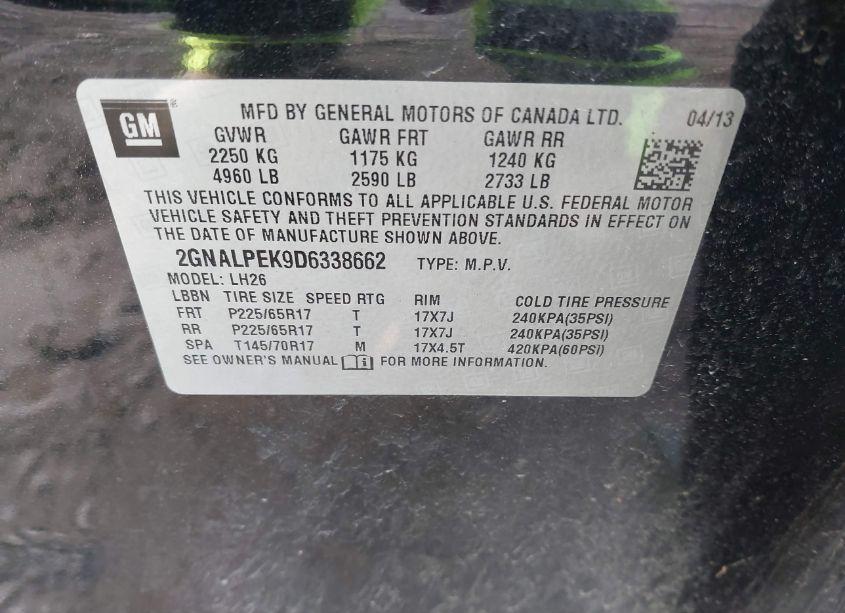 GM ® MFD BY GENERAL MOTORS OF CANADA LTD. 04/13
GVWR GAWR FRT GAWR RR
2250 KG 1175 KG 1240 KG
4960 LB 2590 LB 2733 LB
THIS VEHICLE CONFORMS TO ALL APPLICABLE U.S. FEDERAL MOTOR
VEHICLE SAFETY AND THEFT PREVENTION STANDARDS IN EFFECT ON
THE DATE OF MANUFACTURE SHOWN ABOVE.
2GNALPEK9D6338662 TYPE: M.P.V.
MODEL: LH26
LBBN TIRE SIZE SPEED RTG RIM COLD TIRE PRESSURE
FRT P225/65R17 T 17X7J 240KPA(35PSI)
RR P225/65R17 T 17X7J 240KPA(35PSI)
SPA T145/70R17 M 17X4.5T 420KPA(60PSI)
SEE OWNER'S MANUAL FOR MORE INFORMATION.